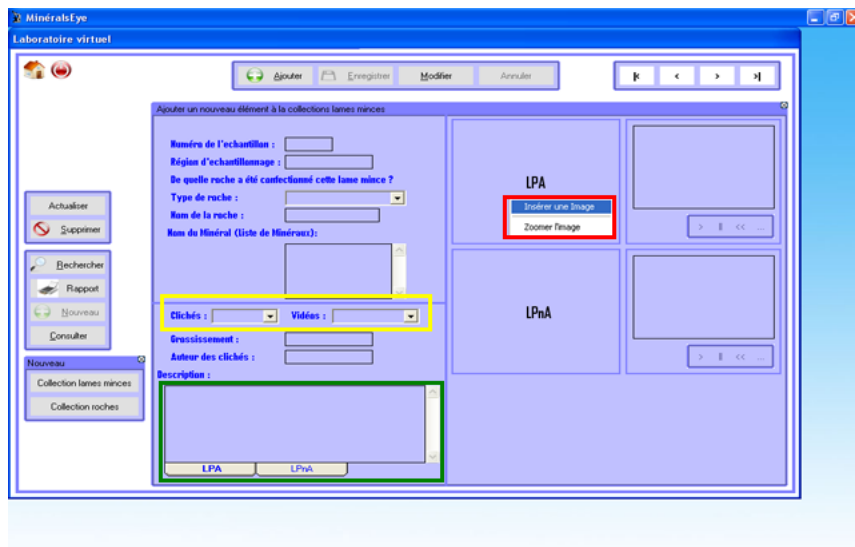 MinéralsEye
Laboratoire virtuel
Ajouter Enregistrer Modifier Annuler
Ajouter un nouveau élément à la collections lames minces
Numéro de l'echantillon :
Région d'echantillonnage :
De quelle roche a été confectionné cette lame mince ?
Type de roche :
Nom de la roche :
Nom du Minéral (Liste de Minéraux):
Clichés : Vidéos :
Grossissement :
Auteur des clichés :
Description :
LPA LPnA
LPA
Insérer une Image
Zoomer l'image
> II << ...
LPnA
> II << ...
Actualiser
Supprimer
Rechercher
Rapport
Nouveau
Consulter
Nouveau
Collection lames minces
Collection roches